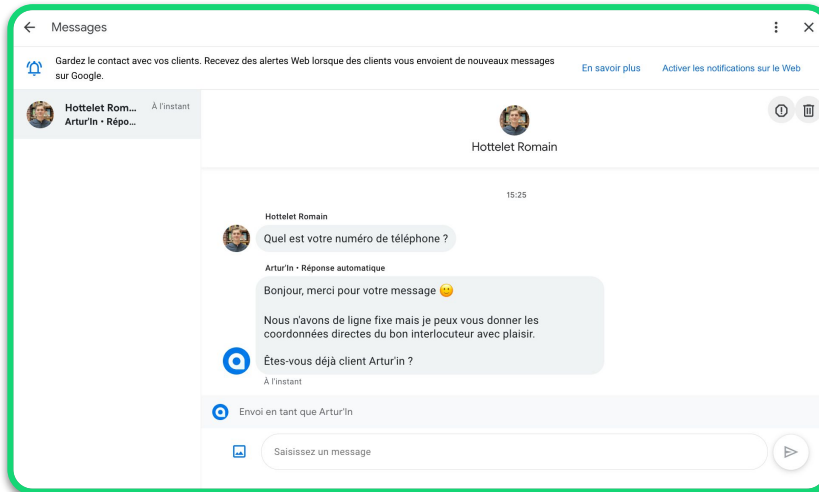 Messages
Gardez le contact avec vos clients. Recevez des alertes Web lorsque des clients vous envoient de nouveaux messages
sur Google.
En savoir plus
Activer les notifications sur le Web
Hottelet Rom...
À l'instant
Artur'In • Répo...
Hottelet Romain
15:25
Hottelet Romain
Quel est votre numéro de téléphone ?
Artur'In • Réponse automatique
Bonjour, merci pour votre message 🙂
Nous n'avons de ligne fixe mais je peux vous donner les
coordonnées directes du bon interlocuteur avec plaisir.
Êtes-vous déjà client Artur'in ?
À l'instant
Envoi en tant que Artur'In
Saisissez un message